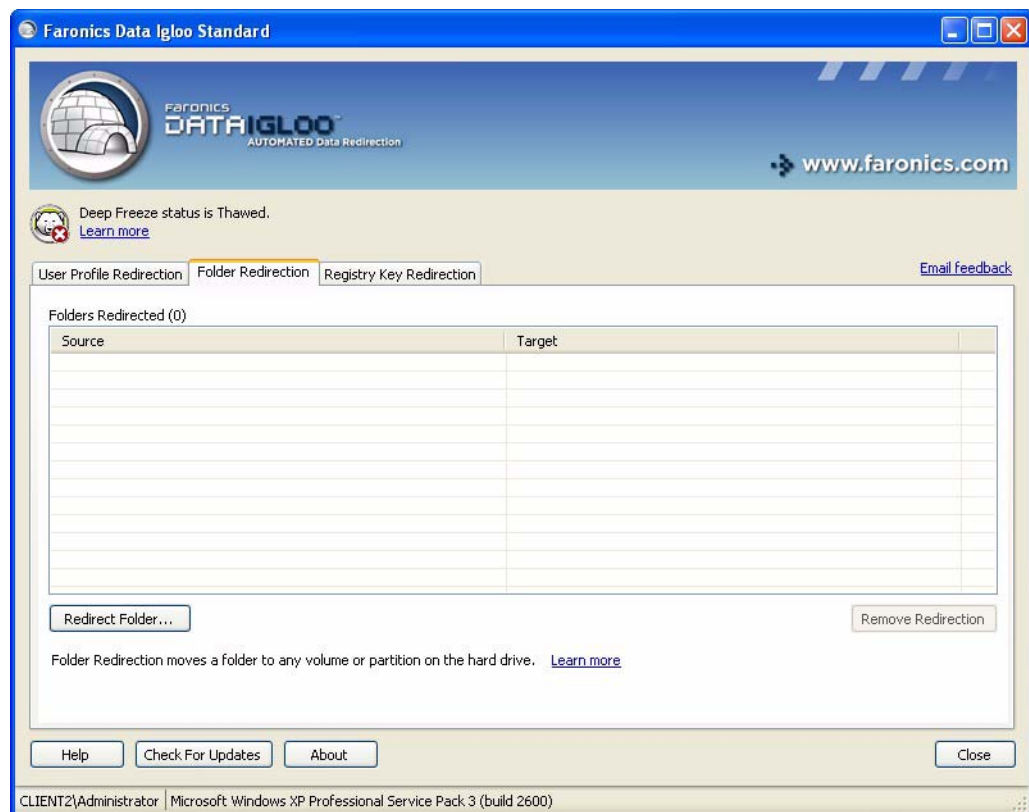 Faronics Data Igloo Standard
Faronics
DATAIGLOO™
AUTOMATED Data Redirection
www.faronics.com
Deep Freeze status is Thawed.
Learn more
User Profile Redirection Folder Redirection Registry Key Redirection Email feedback
Folders Redirected (0)
Source Target
Redirect Folder... Remove Redirection
Folder Redirection moves a folder to any volume or partition on the hard drive. Learn more
Help Check For Updates About Close
CLIENT2\Administrator Microsoft Windows XP Professional Service Pack 3 (build 2600)